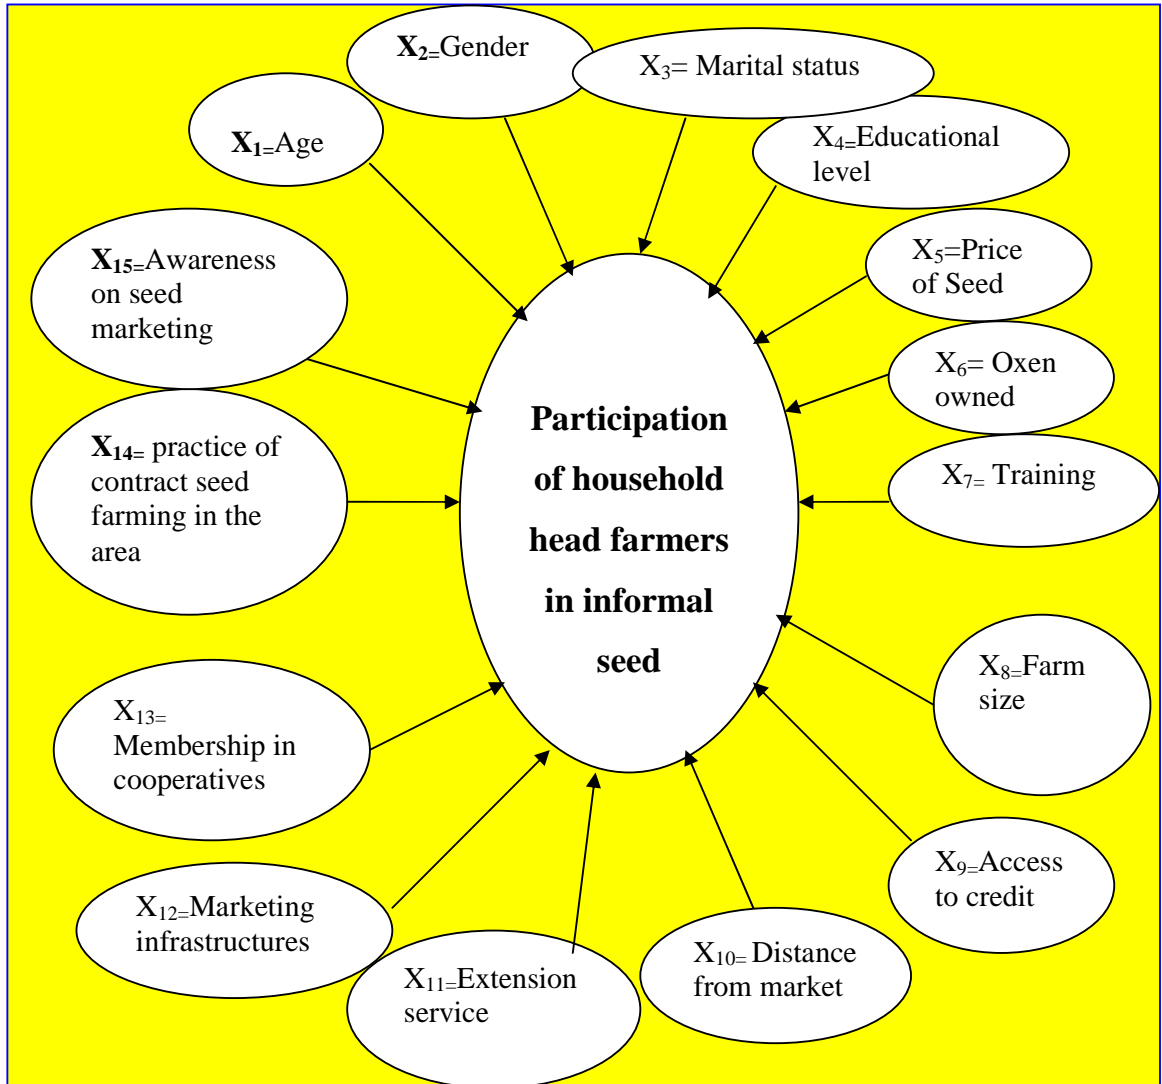 X₂=Gender
X₃= Marital status
X₁=Age
X₄=Educational
level
X₅=Price
of Seed
X₁₅=Awareness
on seed
marketing
X₆= Oxen
owned
X₁₄= practice of
contract seed
farming in the
area
X₇= Training
Participation
of household
head farmers
in informal
seed
X₈=Farm
size
X₁₃=
Membership in
cooperatives
X₉=Access
to credit
X₁₂=Marketing
infrastructures
X₁₀= Distance
from market
X₁₁=Extension
service